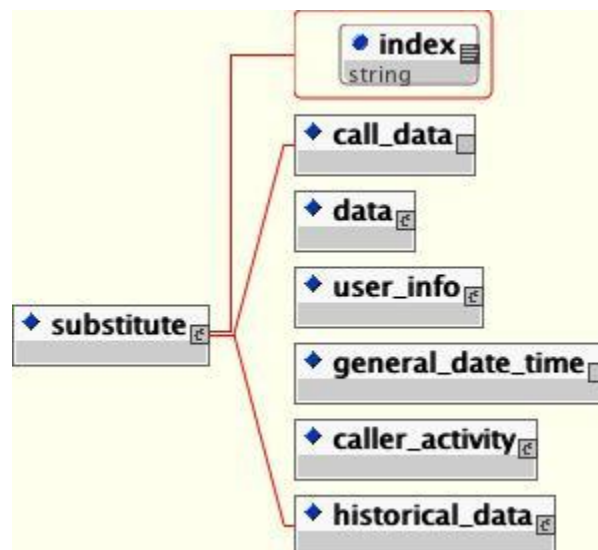 index
string
call_data
data
user_info
substitute
general_date_time
caller_activity
historical_data